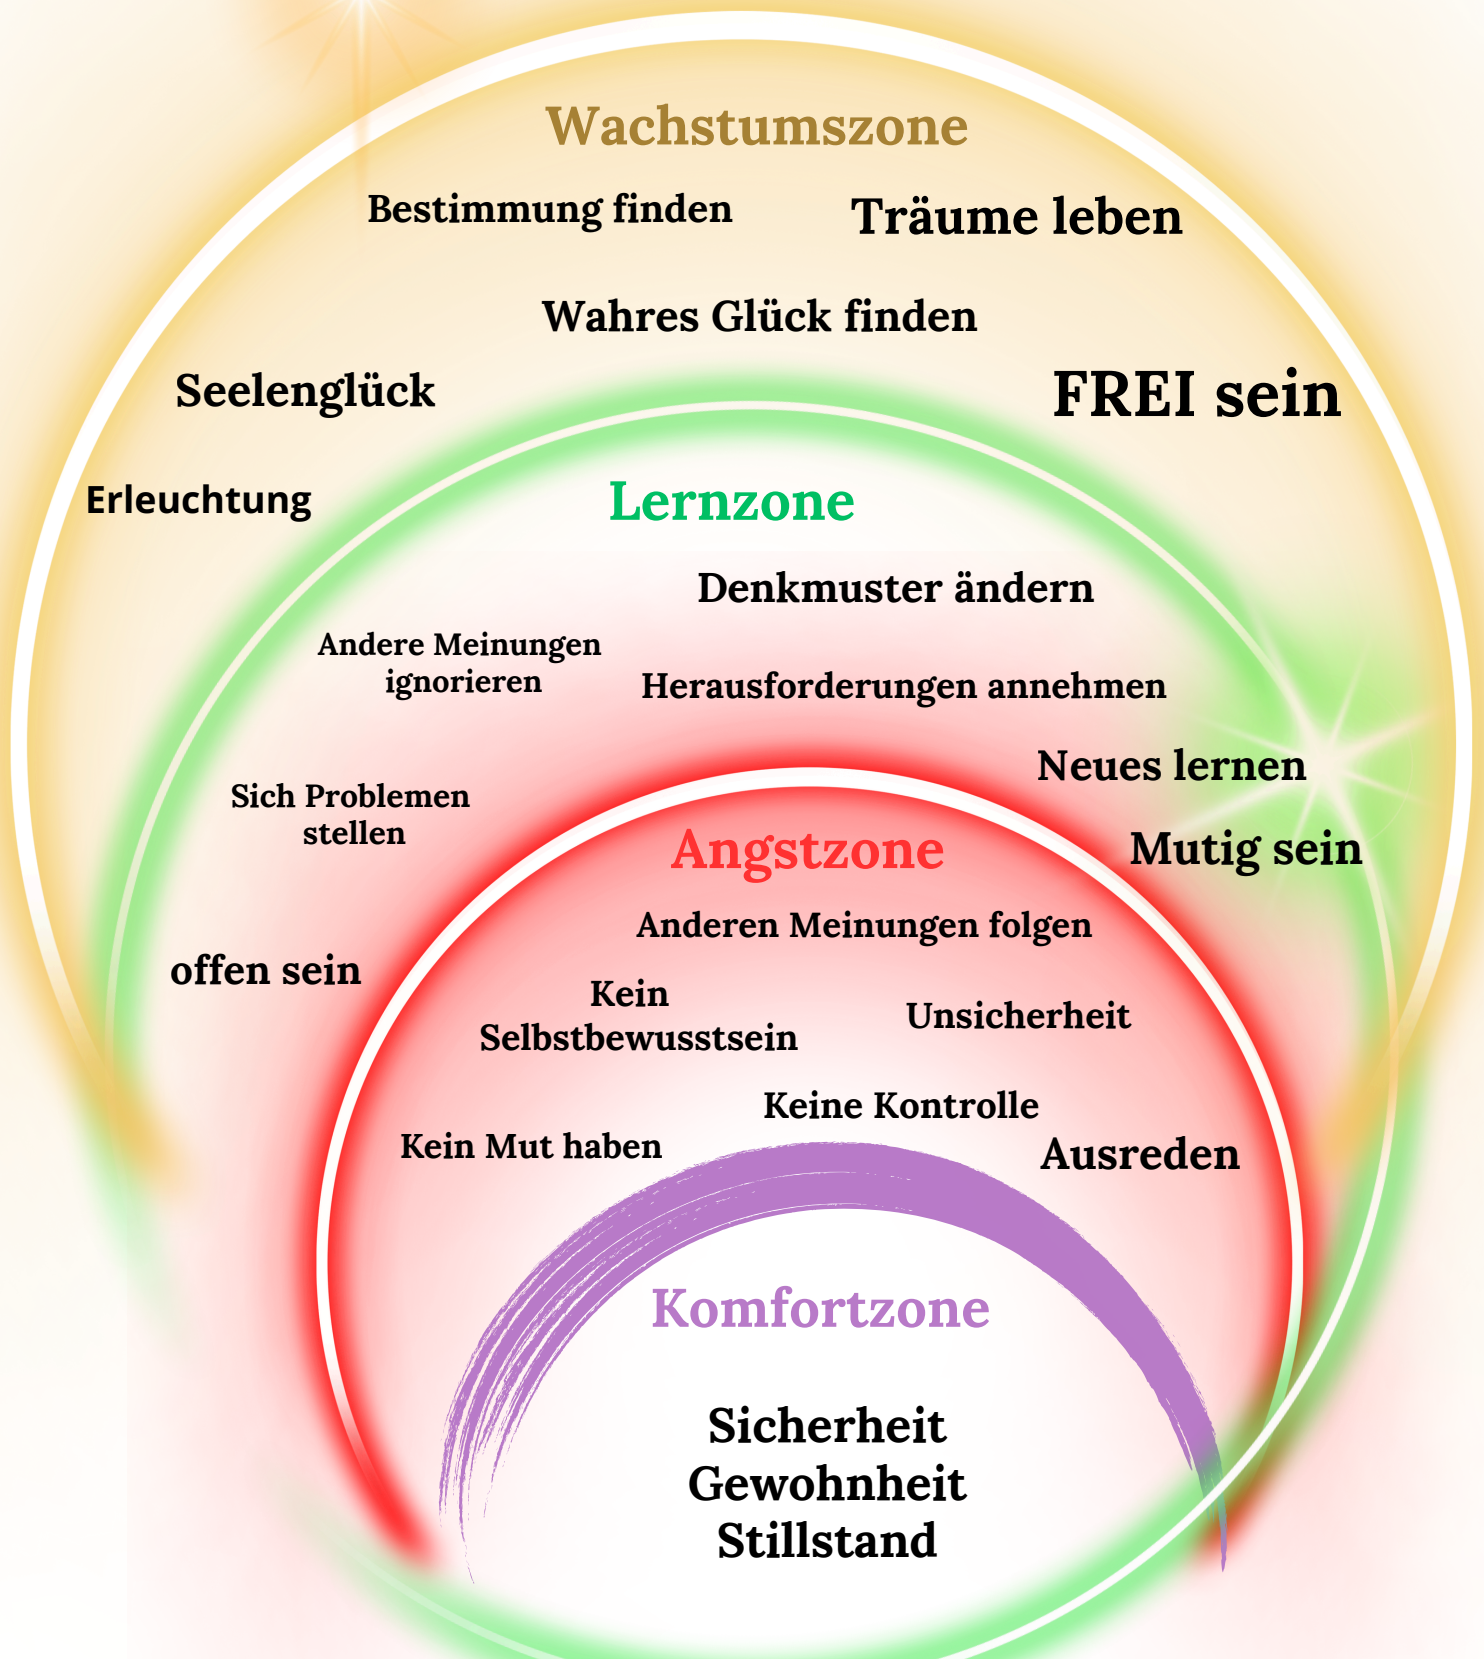 Wachstumszone
Bestimmung finden
Träume leben
Wahres Glück finden
Seelenglück
FREI sein
Erleuchtung
Lernzone
Denkmuster ändern
Andere Meinungen
ignorieren
Herausforderungen annehmen
Neues lernen
Sich Problemen
stellen
Mutig sein
offen sein
Angstzone
Anderen Meinungen folgen
Kein
Selbstbewusstsein
Unsicherheit
Keine Kontrolle
Kein Mut haben
Ausreden
Komfortzone
Sicherheit
Gewohnheit
Stillstand